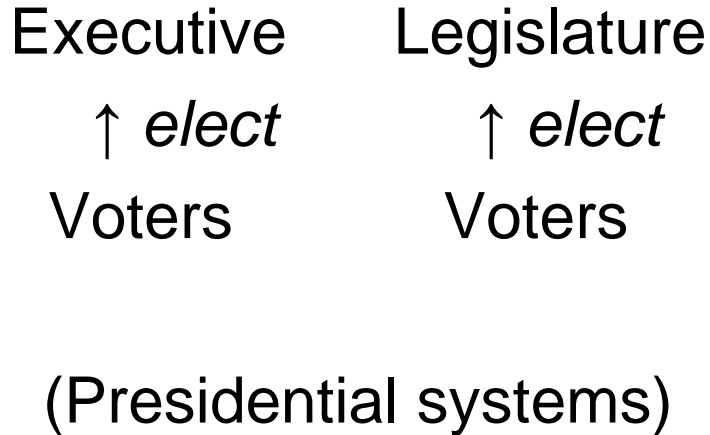 Executive Legislature
↑ elect ↑ elect
Voters Voters
(Presidential systems)